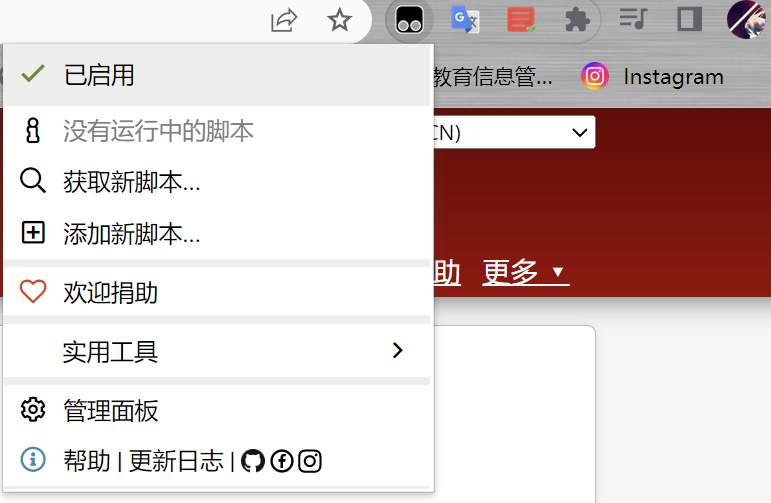 已启用
教育信息管...
Instagram
没有运行中的脚本
CN)
获取新脚本...
添加新脚本...
助 更多 ▼
欢迎捐助
实用工具
管理面板
帮助 | 更新日志 |